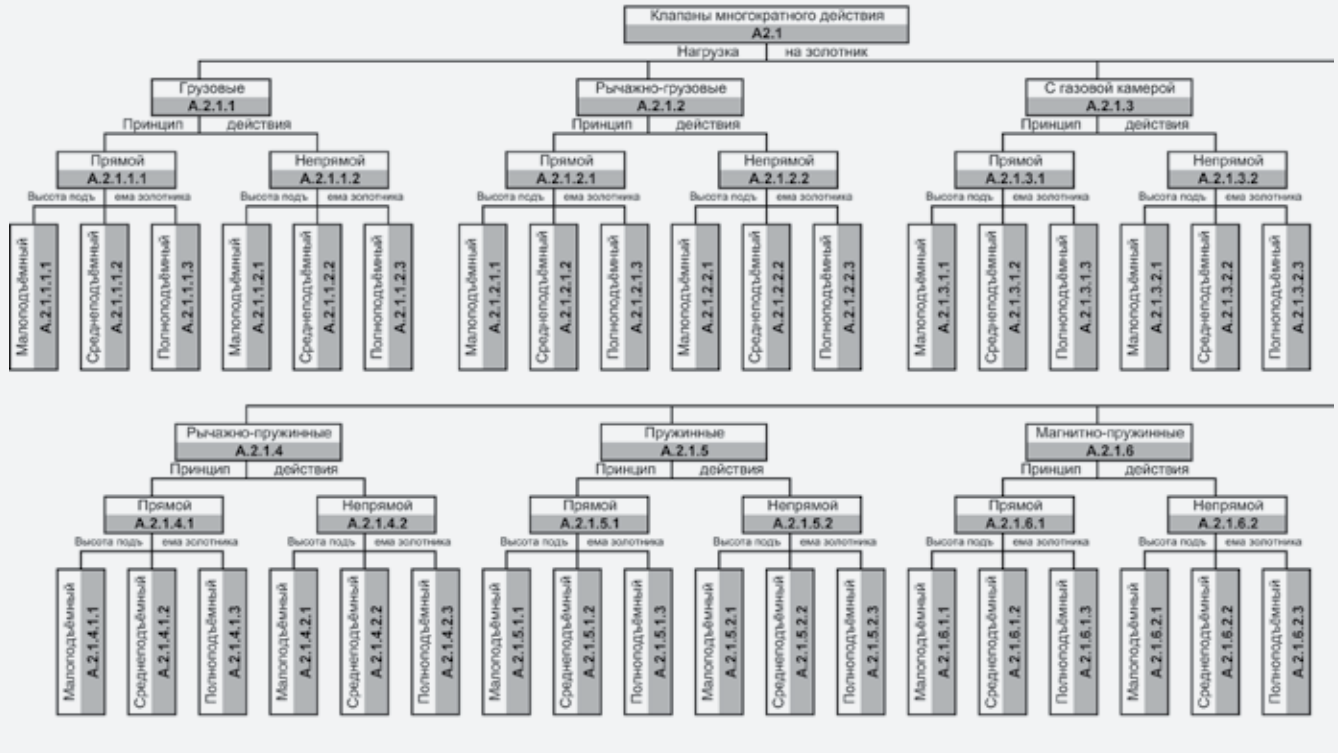 Клапаны многократного действия
А2.1
Нагрузка на золотник
Грузовые
А.2.1.1
Рычажно-грузовые
А.2.1.2
С газовой камерой
А.2.1.3
Принцип действия
Принцип действия
Принцип действия
Прямой
А.2.1.1.1
Непрямой
А.2.1.1.2
Прямой
А.2.1.2.1
Непрямой
А.2.1.2.2
Прямой
А.2.1.3.1
Непрямой
А.2.1.3.2
Высота подъ ема золотника
Высота подъ ема золотника
Высота подъ ема золотника
Высота подъ ема золотника
Высота подъ ема золотника
Высота подъ ема золотника
Малоподъёмный
А.2.1.1.1.1
Среднеподъёмный
А.2.1.1.1.2
Полноподъёмный
А.2.1.1.1.3
Малоподъёмный
А.2.1.1.2.1
Среднеподъёмный
А.2.1.1.2.2
Полноподъёмный
А.2.1.1.2.3
Малоподъёмный
А.2.1.2.1.1
Среднеподъёмный
А.2.1.2.1.2
Полноподъёмный
А.2.1.2.1.3
Малоподъёмный
А.2.1.2.2.1
Среднеподъёмный
А.2.1.2.2.2
Полноподъёмный
А.2.1.2.2.3
Малоподъёмный
А.2.1.3.1.1
Среднеподъёмный
А.2.1.3.1.2
Полноподъёмный
А.2.1.3.1.3
Малоподъёмный
А.2.1.3.2.1
Среднеподъёмный
А.2.1.3.2.2
Полноподъёмный
А.2.1.3.2.3
Рычажно-пружинные
А.2.1.4
Пружинные
А.2.1.5
Магнитно-пружинные
А.2.1.6
Принцип действия
Принцип действия
Принцип действия
Прямой
А.2.1.4.1
Непрямой
А.2.1.4.2
Прямой
А.2.1.5.1
Непрямой
А.2.1.5.2
Прямой
А.2.1.6.1
Непрямой
А.2.1.6.2
Высота подъ ема золотника
Высота подъ ема золотника
Высота подъ ема золотника
Высота подъ ема золотника
Высота подъ ема золотника
Высота подъ ема золотника
Малоподъёмный
А.2.1.4.1.1
Среднеподъёмный
А.2.1.4.1.2
Полноподъёмный
А.2.1.4.1.3
Малоподъёмный
А.2.1.4.2.1
Среднеподъёмный
А.2.1.4.2.2
Полноподъёмный
А.2.1.4.2.3
Малоподъёмный
А.2.1.5.1.1
Среднеподъёмный
А.2.1.5.1.2
Полноподъёмный
А.2.1.5.1.3
Малоподъёмный
А.2.1.5.2.1
Среднеподъёмный
А.2.1.5.2.2
Полноподъёмный
А.2.1.5.2.3
Малоподъёмный
А.2.1.6.1.1
Среднеподъёмный
А.2.1.6.1.2
Полноподъёмный
А.2.1.6.1.3
Малоподъёмный
А.2.1.6.2.1
Среднеподъёмный
А.2.1.6.2.2
Полноподъёмный
А.2.1.6.2.3